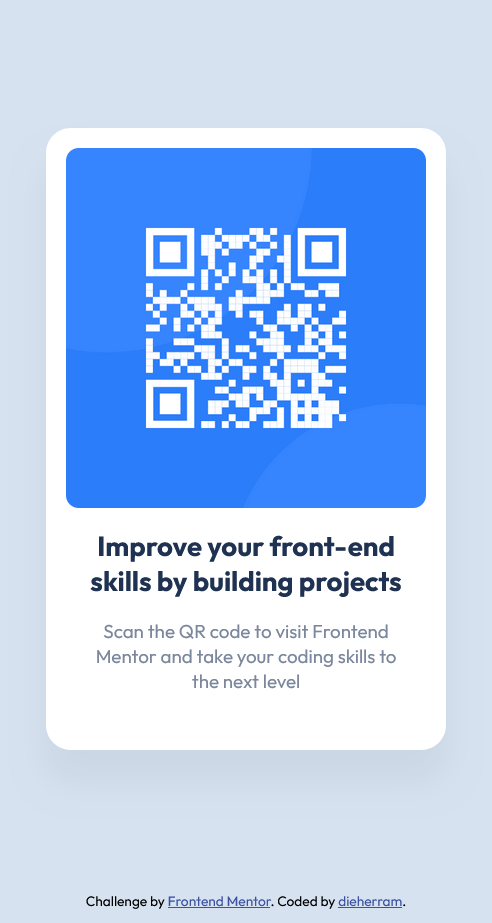 Improve your front-end
skills by building projects
Scan the QR code to visit Frontend
Mentor and take your coding skills to
the next level
Challenge by Frontend Mentor. Coded by dieherram.